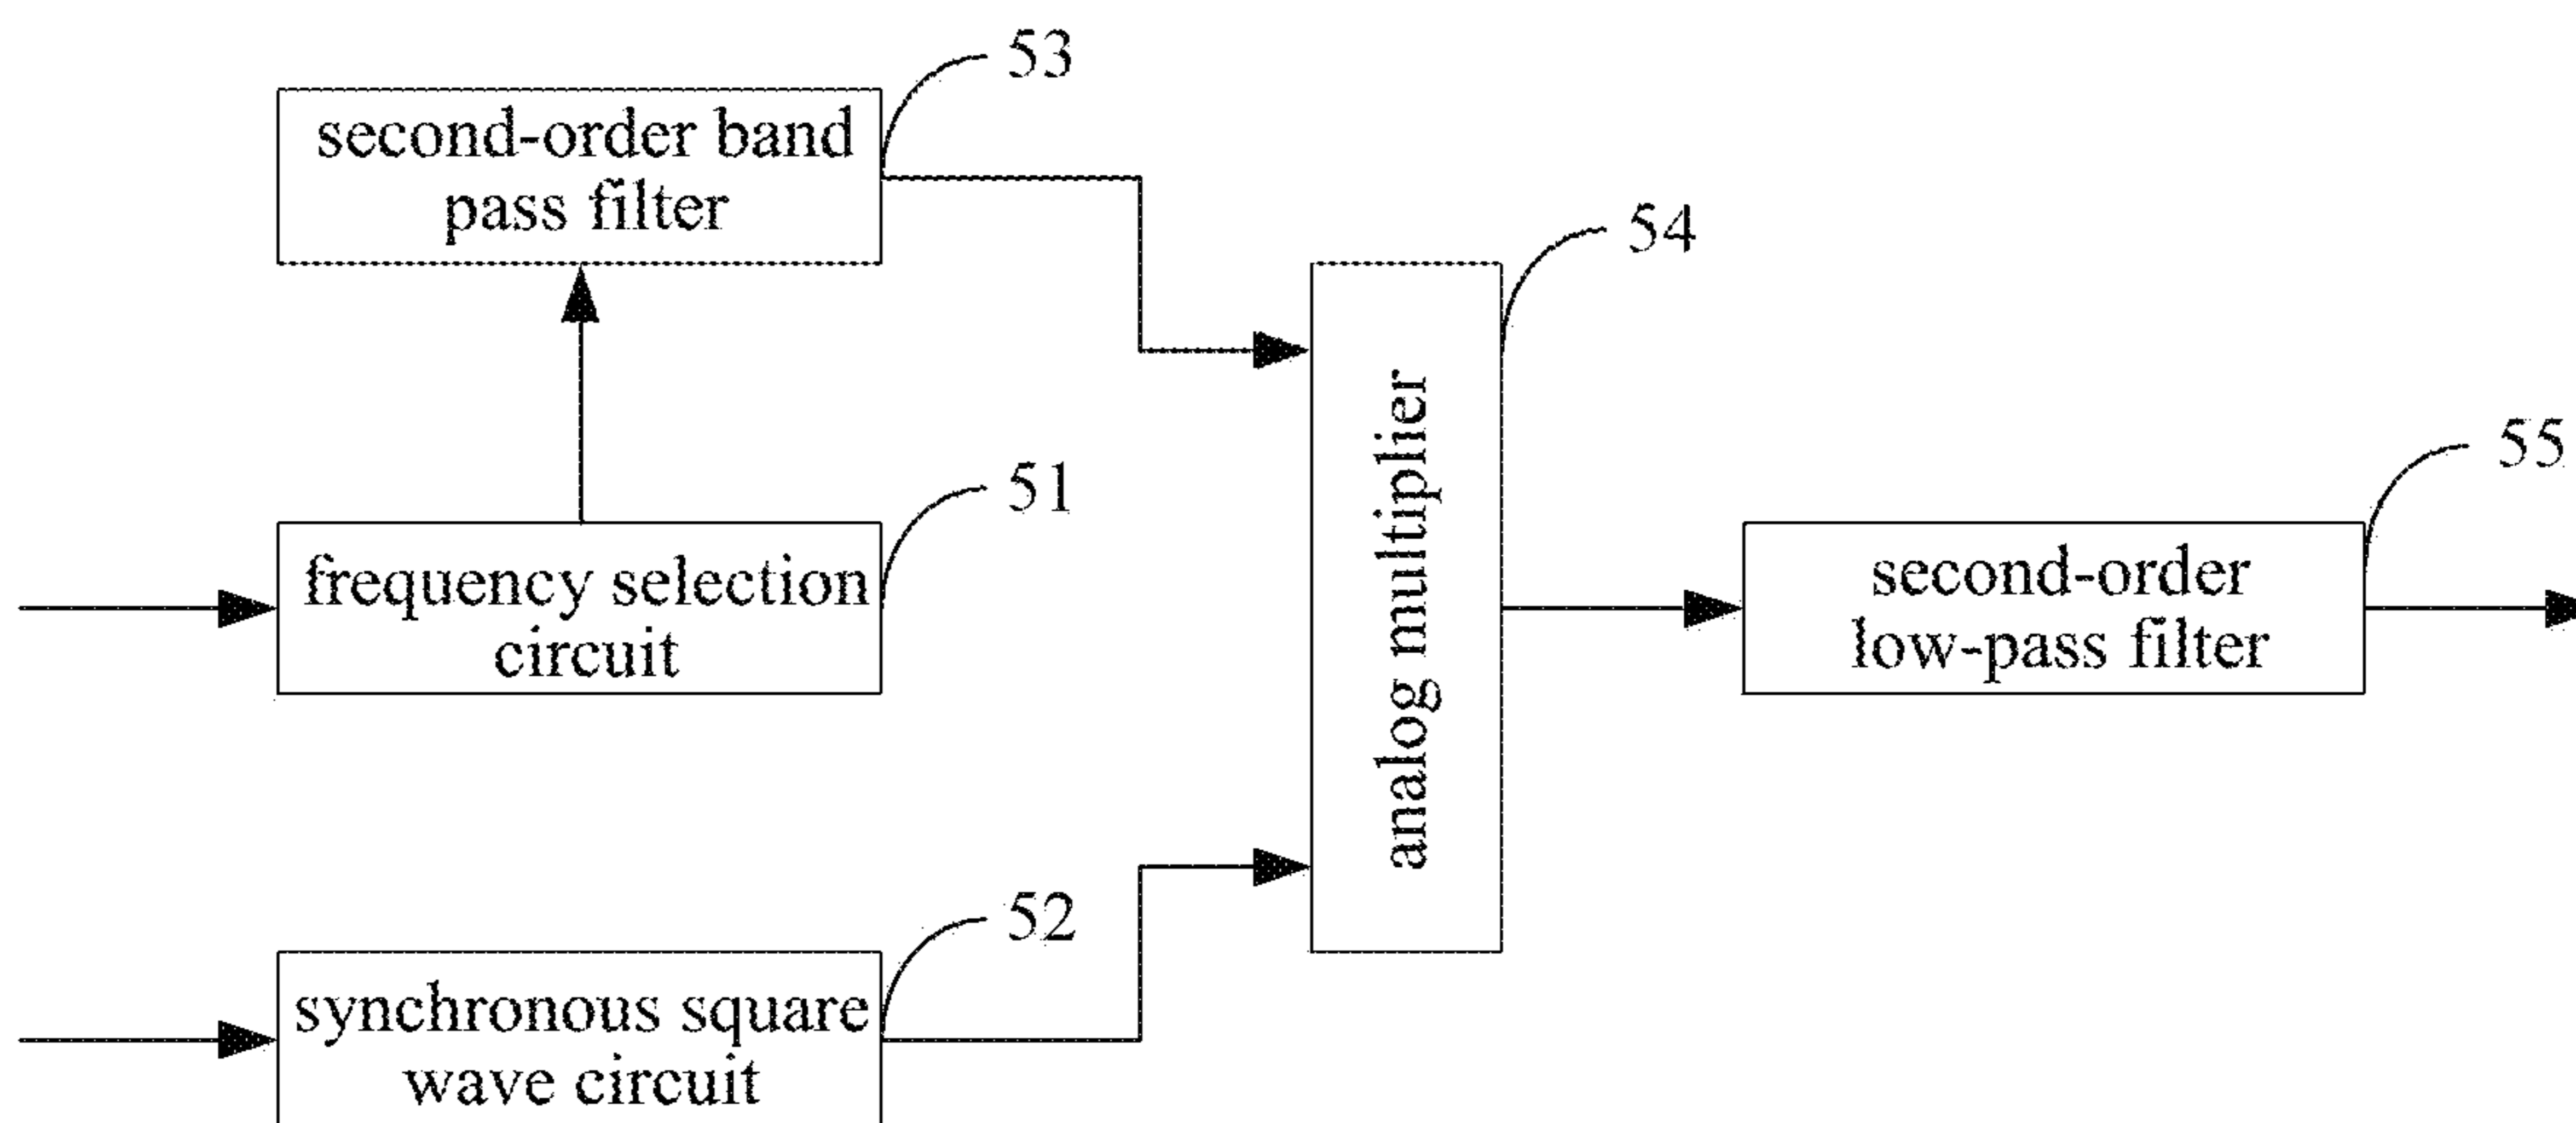 53
second-order band
pass filter
54
55
51
frequency selection
circuit
analog multiplier
second-order
low-pass filter
52
synchronous square
wave circuit